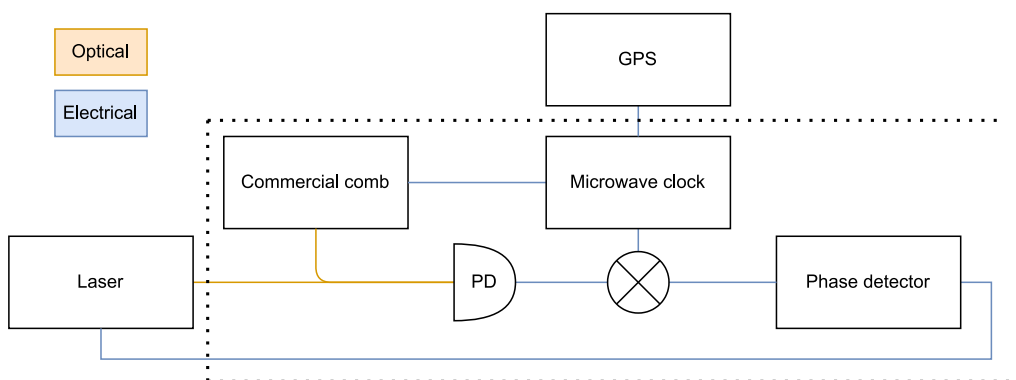 Optical
GPS
Electrical
Commercial comb
Microwave clock
Laser
PD
Phase detector